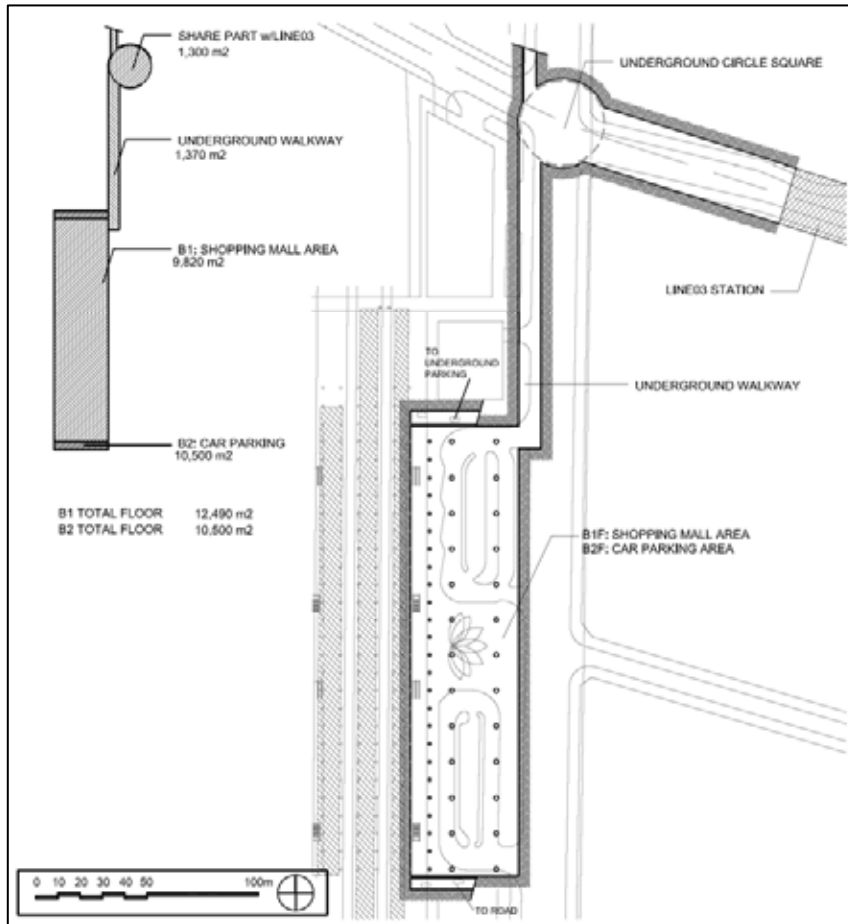 SHARE PART w/LINE03
1,300 m2
UNDERGROUND CIRCLE SQUARE
UNDERGROUND WALKWAY
1,370 m2
B1: SHOPPING MALL AREA
9,820 m2
LINE03 STATION
TO
UNDERGROUND
PARKING
UNDERGROUND WALKWAY
B2: CAR PARKING
10,500 m2
B1 TOTAL FLOOR 12,490 m2
B2 TOTAL FLOOR 10,500 m2
B1F: SHOPPING MALL AREA
B2F: CAR PARKING AREA
0 10 20 30 40 50 100m
TO ROAD